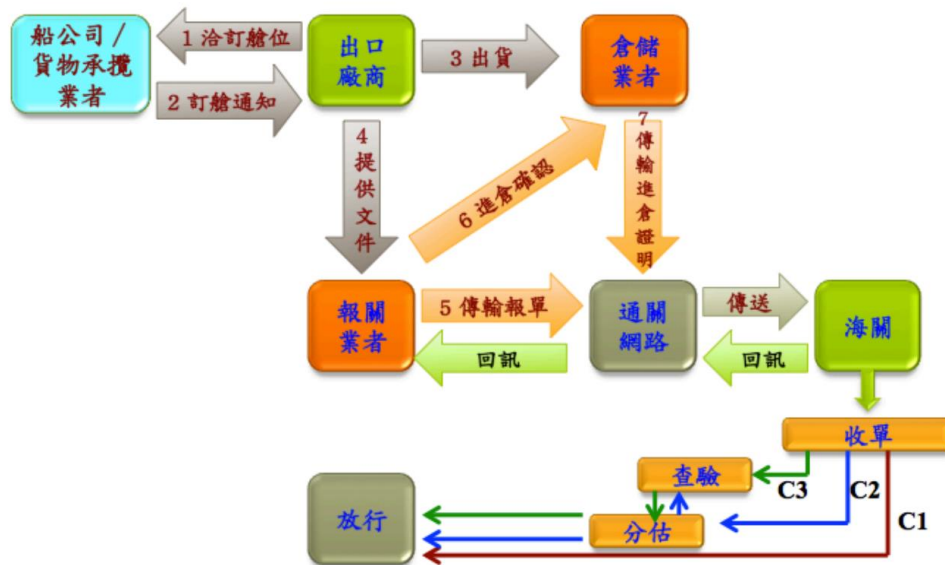 船公司/
貨物承攬
業者
1 洽訂艙位
2 訂艙通知
出口
廠商
3 出貨
倉儲
業者
4
提
供
文
件
6 進倉確認
7
傳
輸
進
倉
證
明
報關
業者
5 傳輸報單
回訊
通關
網路
傳送
回訊
海關
收單
查驗
C3
C2
C1
分估
放行